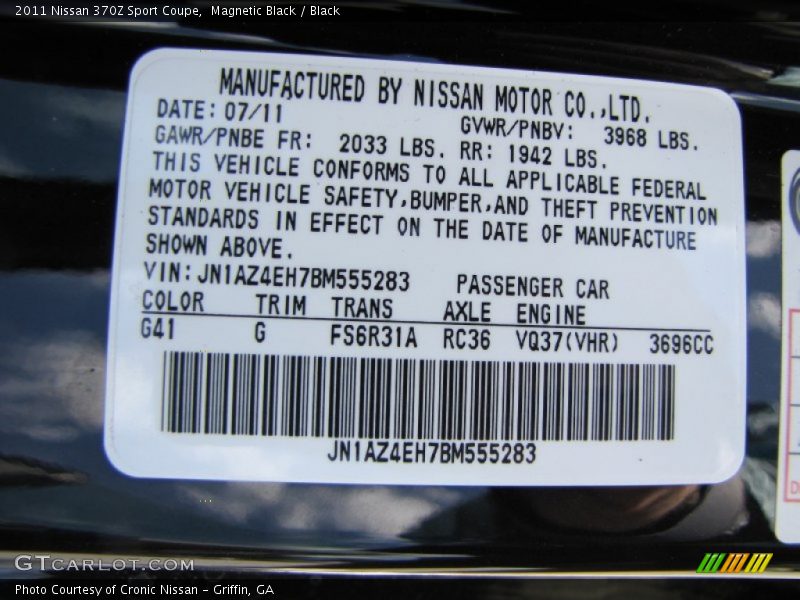 2011 Nissan 370Z Sport Coupe, Magnetic Black / Black
MANUFACTURED BY NISSAN MOTOR CO.,LTD.
DATE: 07/11 GVWR/PNBV: 3968 LBS.
GAWR/PNBE FR: 2033 LBS. RR: 1942 LBS.
THIS VEHICLE CONFORMS TO ALL APPLICABLE FEDERAL
MOTOR VEHICLE SAFETY,BUMPER,AND THEFT PREVENTION
STANDARDS IN EFFECT ON THE DATE OF MANUFACTURE
SHOWN ABOVE.
VIN: JN1AZ4EH7BM555283 PASSENGER CAR
COLOR TRIM TRANS AXLE ENGINE
G41 G FS6R31A RC36 VQ37(VHR) 3696CC
JN1AZ4EH7BM555283
GTCARLOT.COM
Photo Courtesy of Cronic Nissan - Griffin, GA